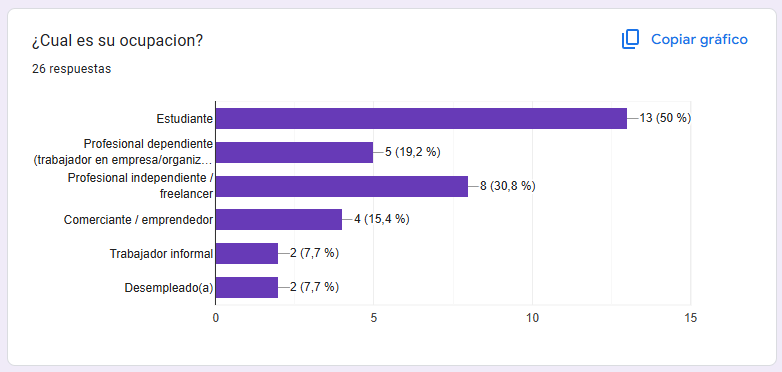 ¿Cual es su ocupacion?
Copiar gráfico
26 respuestas
Estudiante
13 (50 %)
Profesional dependiente
(trabajador en empresa/organiz…
5 (19,2 %)
Profesional independiente /
freelancer
8 (30,8 %)
Comerciante / emprendedor
4 (15,4 %)
Trabajador informal
2 (7,7 %)
Desempleado(a)
2 (7,7 %)
0
5
10
15